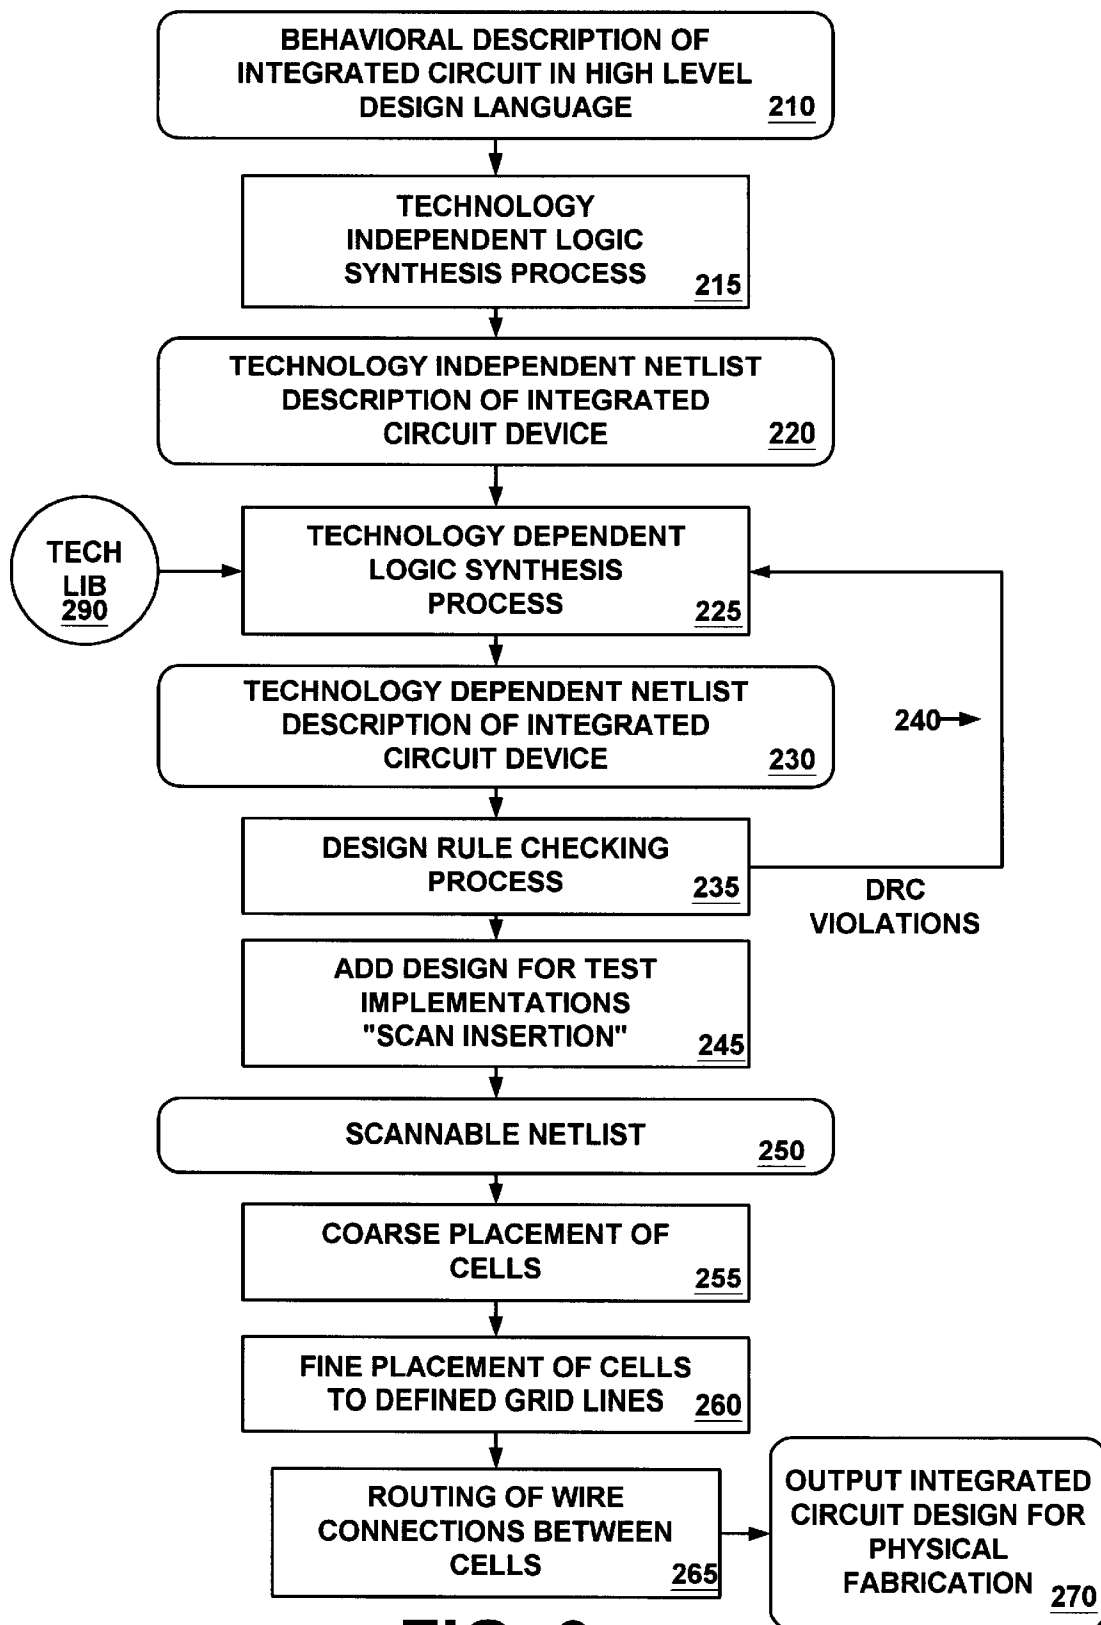 BEHAVIORAL DESCRIPTION OF
INTEGRATED CIRCUIT IN HIGH LEVEL
DESIGN LANGUAGE
210
TECHNOLOGY
INDEPENDENT LOGIC
SYNTHESIS PROCESS
215
TECHNOLOGY INDEPENDENT NETLIST
DESCRIPTION OF INTEGRATED
CIRCUIT DEVICE
220
TECH
LIB
290
TECHNOLOGY DEPENDENT
LOGIC SYNTHESIS
PROCESS
225
TECHNOLOGY DEPENDENT NETLIST
DESCRIPTION OF INTEGRATED
CIRCUIT DEVICE
230
240
DESIGN RULE CHECKING
PROCESS
235
DRC
VIOLATIONS
ADD DESIGN FOR TEST
IMPLEMENTATIONS
"SCAN INSERTION"
245
SCANNABLE NETLIST
250
COARSE PLACEMENT OF
CELLS
255
FINE PLACEMENT OF CELLS
TO DEFINED GRID LINES
260
ROUTING OF WIRE
CONNECTIONS BETWEEN
CELLS
265
OUTPUT INTEGRATED
CIRCUIT DESIGN FOR
PHYSICAL
FABRICATION
270